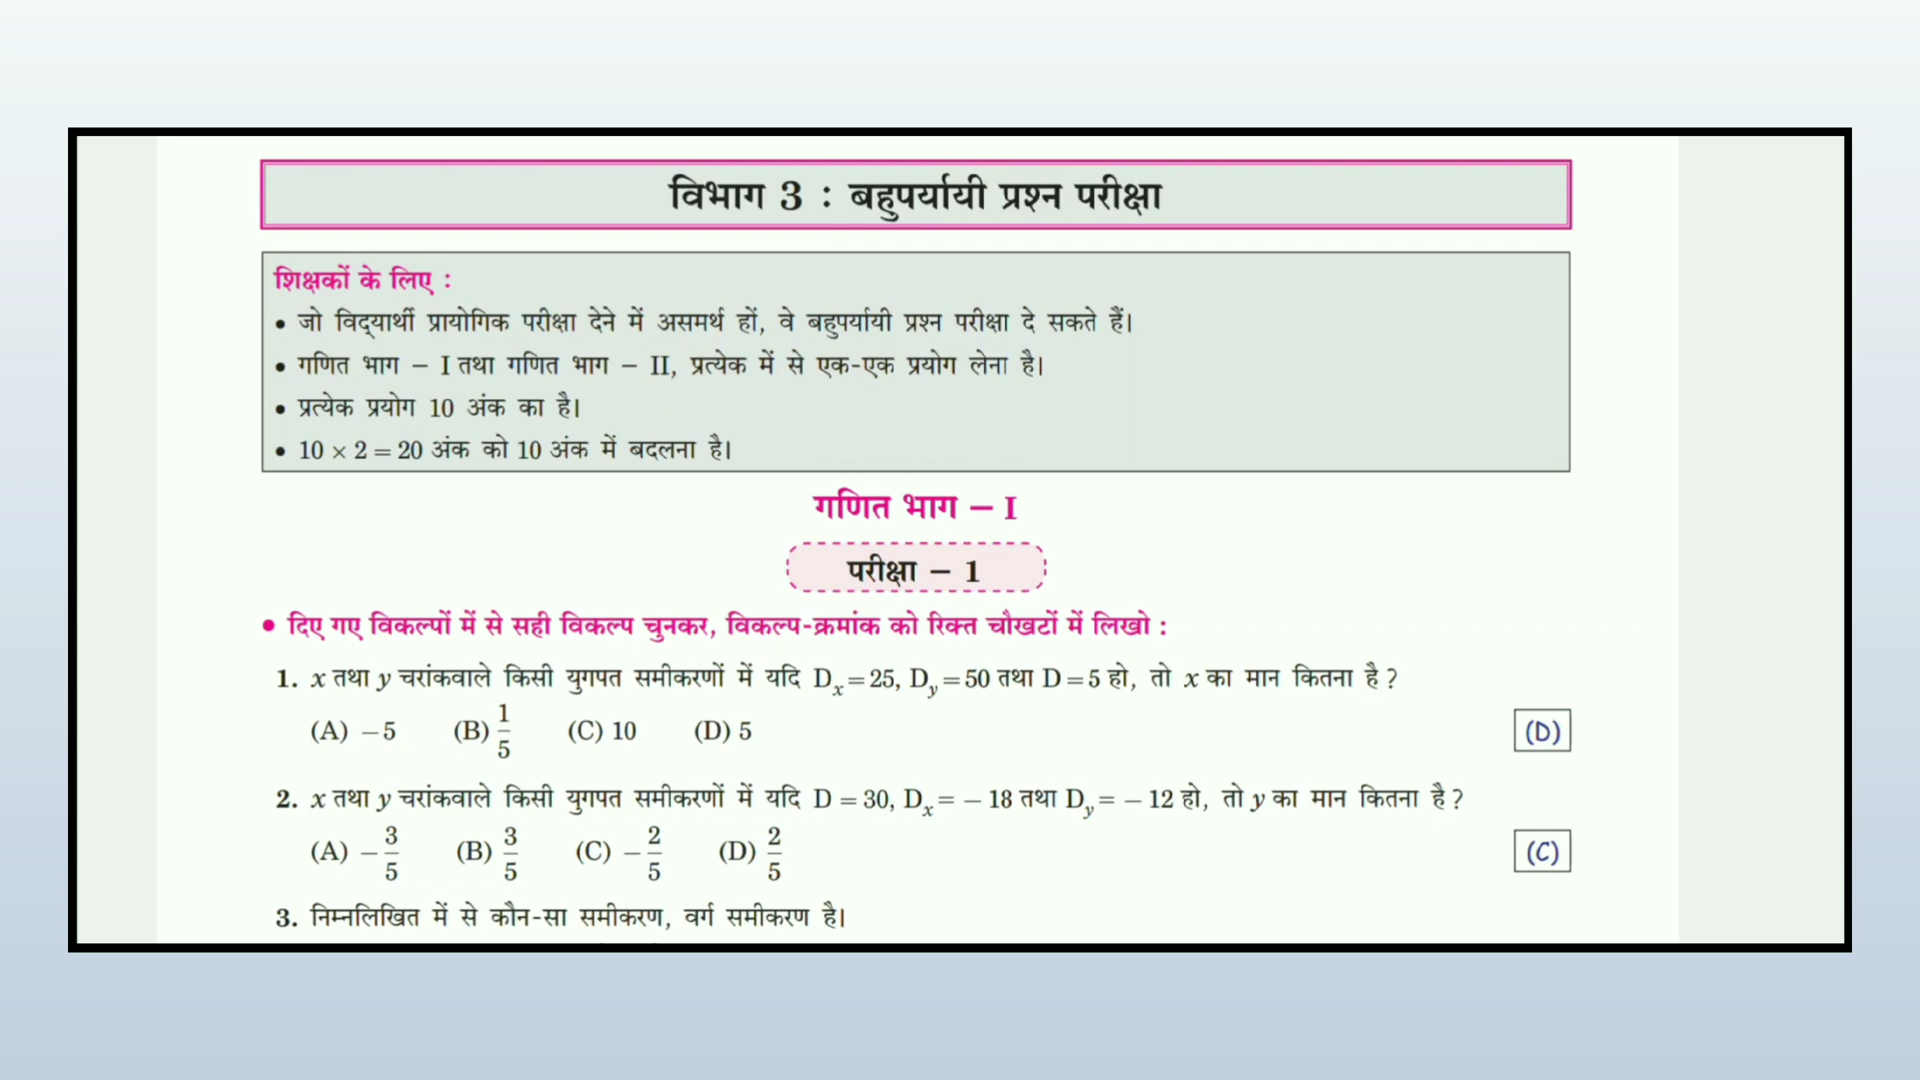 विभाग 3 : बहुपर्यायी प्रश्न परीक्षा
शिक्षकों के लिए :
• जो विद्‌यार्थी प्रायोगिक परीक्षा देने में असमर्थ हों, वे बहुपर्यायी प्रश्न परीक्षा दे सकते हैं।
• गणित भाग – I तथा गणित भाग – II, प्रत्येक में से एक-एक प्रयोग लेना है।
• प्रत्येक प्रयोग 10 अंक का है।
• 10 × 2 = 20 अंक को 10 अंक में बदलना है।
गणित भाग – I
परीक्षा – 1
• दिए गए विकल्पों में से सही विकल्प चुनकर, विकल्प-क्रमांक को रिक्त चौखटों में लिखो :
1. x तथा y चरांकवाले किसी युगपत समीकरणों में यदि Dx = 25, Dy = 50 तथा D = 5 हो, तो x का मान कितना है ?
(A) – 5 (B) 1/5 (C) 10 (D) 5 (D)
2. x तथा y चरांकवाले किसी युगपत समीकरणों में यदि D = 30, Dx = – 18 तथा Dy = – 12 हो, तो y का मान कितना है ?
(A) – 3/5 (B) 3/5 (C) – 2/5 (D) 2/5 (C)
3. निम्नलिखित में से कौन-सा समीकरण, वर्ग समीकरण है।